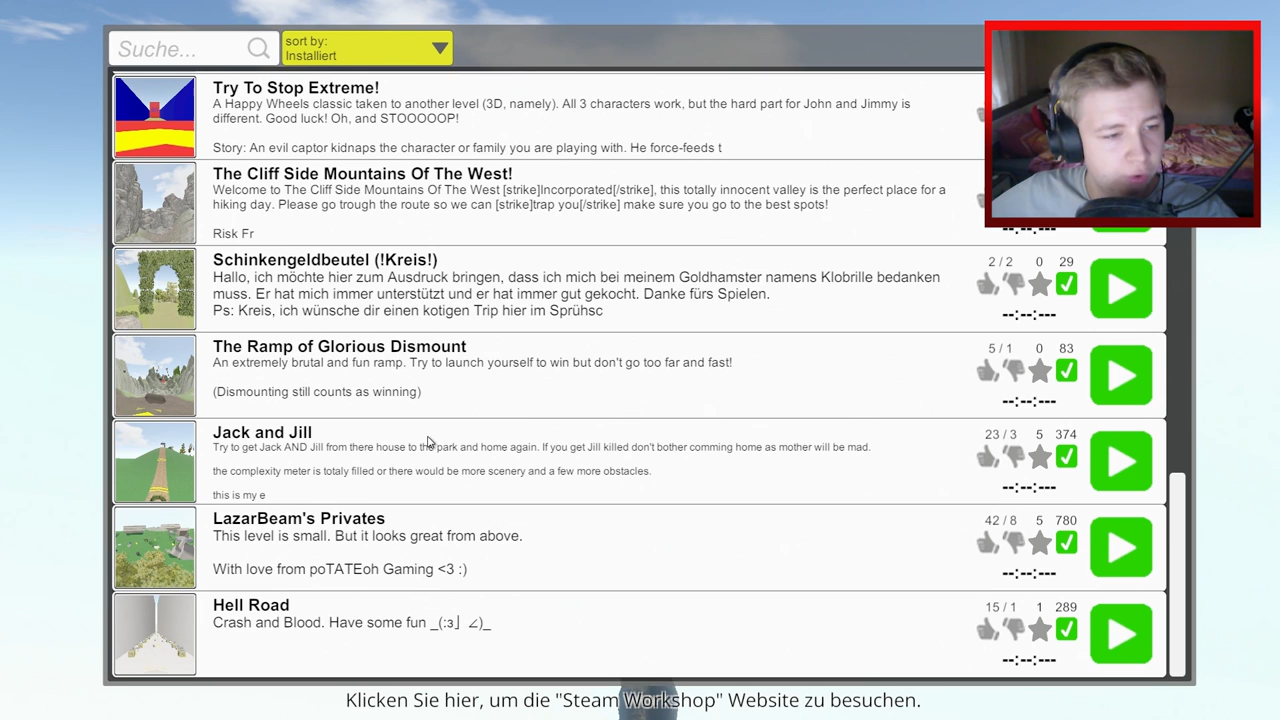 Suche...
sort by:
Installiert
Try To Stop Extreme!
A Happy Wheels classic taken to another level (3D, namely). All 3 characters work, but the hard part for John and Jimmy is
different. Good luck! Oh, and STOOOOOP!
Story: An evil captor kidnaps the character or family you are playing with. He force-feeds t
The Cliff Side Mountains Of The West!
Welcome to The Cliff Side Mountains Of The West [strike]Incorporated[/strike], this totally innocent valley is the perfect place for a
hiking day. Please go trough the route so we can [strike]trap you[/strike] make sure you go to the best spots!
Risk Fr
--:--:---
Schinkengeldbeutel (!Kreis!)
Hallo, ich möchte hier zum Ausdruck bringen, dass ich mich bei meinem Goldhamster namens Klobrille bedanken
muss. Er hat mich immer unterstützt und er hat immer gut gekocht. Danke fürs Spielen.
Ps: Kreis, ich wünsche dir einen kotigen Trip hier im Sprühsc
2 / 2 0 29
--:--:---
The Ramp of Glorious Dismount
An extremely brutal and fun ramp. Try to launch yourself to win but don't go too far and fast!
(Dismounting still counts as winning)
5 / 1 0 83
--:--:---
Jack and Jill
Try to get Jack AND Jill from there house to the park and home again. If you get Jill killed don't bother comming home as mother will be mad.
the complexity meter is totaly filled or there would be more scenery and a few more obstacles.
this is my e
23 / 3 5 374
--:--:---
LazarBeam's Privates
This level is small. But it looks great from above.
With love from poTATEoh Gaming <3 :)
42 / 8 5 780
--:--:---
Hell Road
Crash and Blood. Have some fun _(:з」∠)_
15 / 1 1 289
--:--:---
Klicken Sie hier, um die "Steam Workshop" Website zu besuchen.